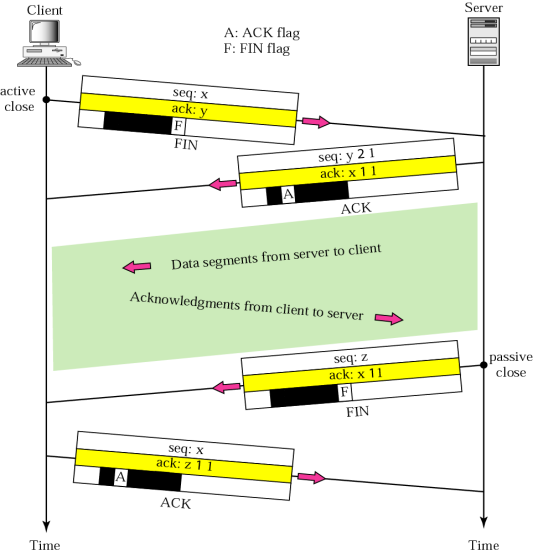 Client
Server
A: ACK flag
F: FIN flag
active
close
seq: x
ack: y
F
FIN
seq: y 2 1
ack: x 1 1
A
ACK
Data segments from server to client
Acknowledgments from client to server
passive
close
seq: z
ack: x 1 1
F
FIN
seq: x
ack: z 1 1
A
ACK
Time
Time